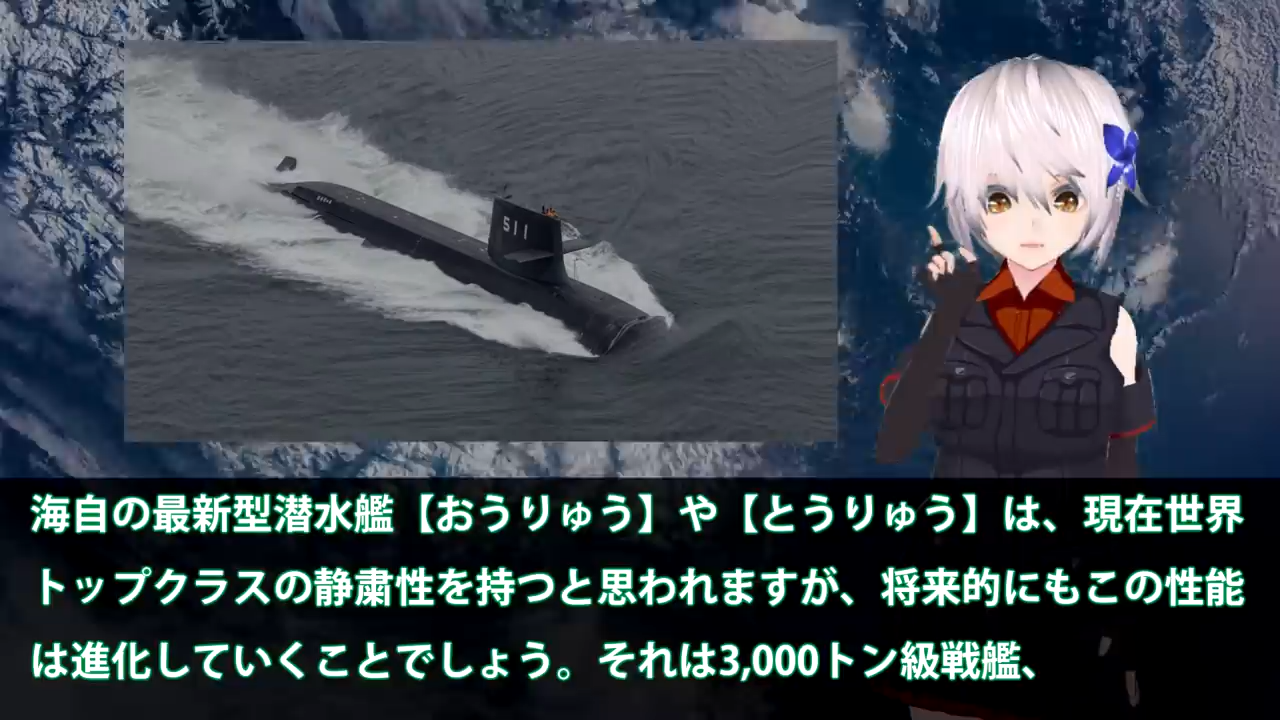 511
海自の最新型潜水艦【おうりゅう】や【とうりゅう】は、現在世界
トップクラスの静粛性を持つと思われますが、将来的にもこの性能
は進化していくことでしょう。それは3,000トン級戦艦、